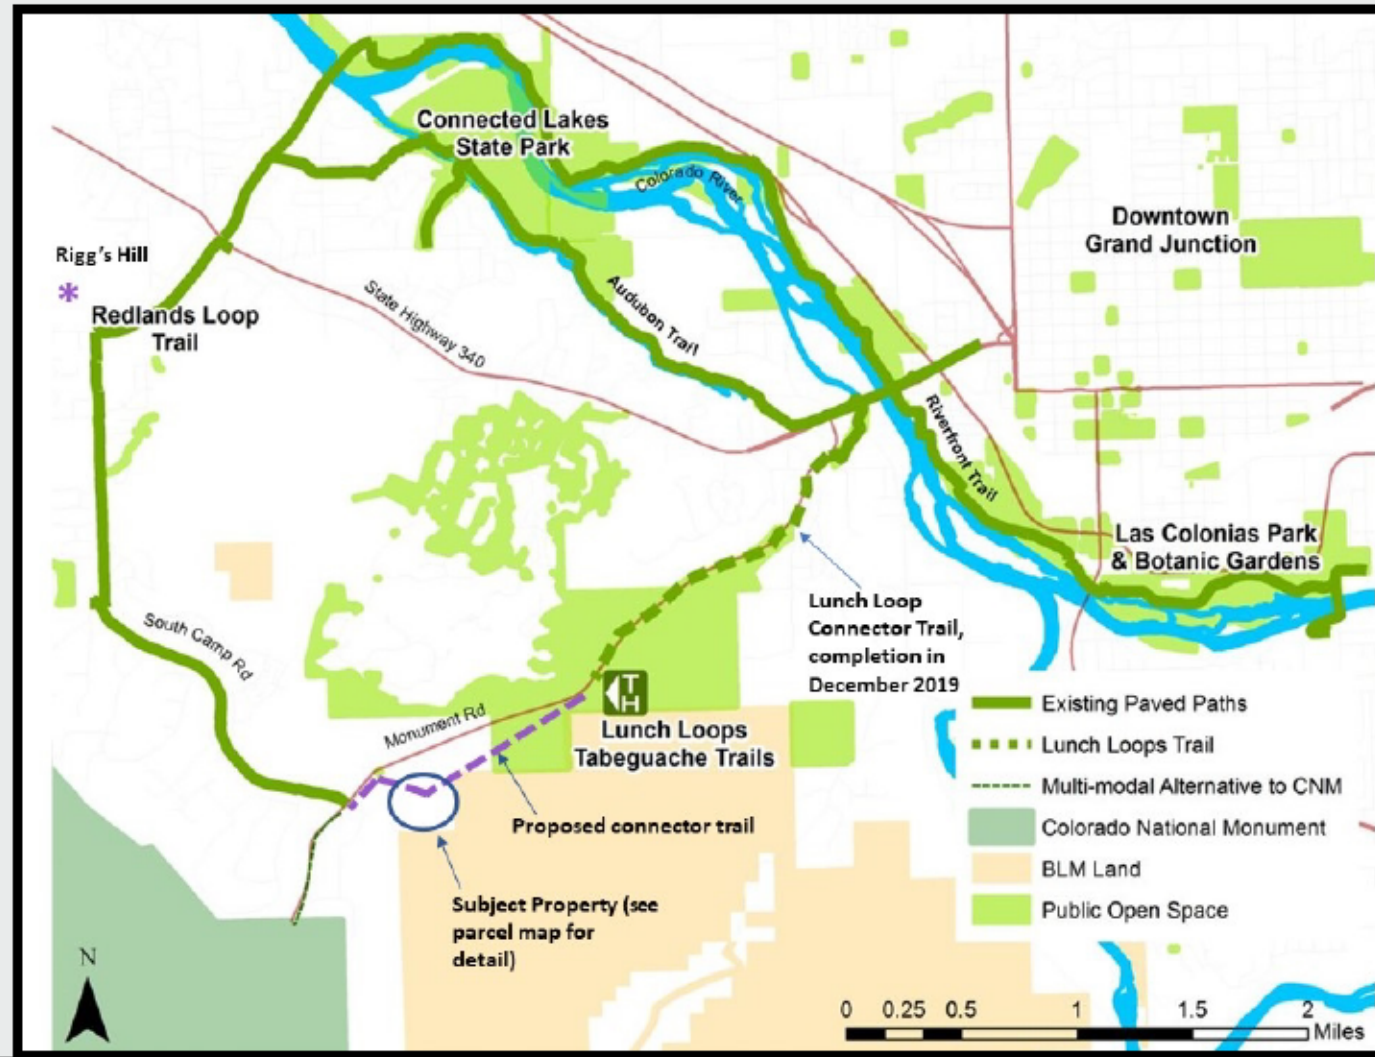 Connected Lakes
State Park
Colorado River
Downtown
Grand Junction
Rigg's Hill
*
Redlands Loop
Trail
State Highway 340
Audubon Trail
Riverfront Trail
Las Colonias Park
& Botanic Gardens
Lunch Loop
Connector Trail,
completion in
December 2019
South Camp Rd
Monument Rd
T
H
Lunch Loops
Tabeguache Trails
Proposed connector trail
Subject Property (see
parcel map for
detail)
Existing Paved Paths
Lunch Loops Trail
Multi-modal Alternative to CNM
Colorado National Monument
BLM Land
Public Open Space
N
0 0.25 0.5 1 1.5 2
Miles